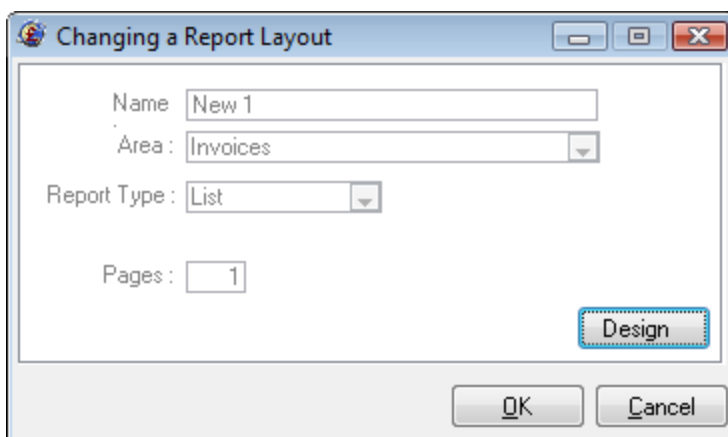 Changing a Report Layout
Name New 1
Area : Invoices
Report Type : List
Pages : 1
Design
OK Cancel